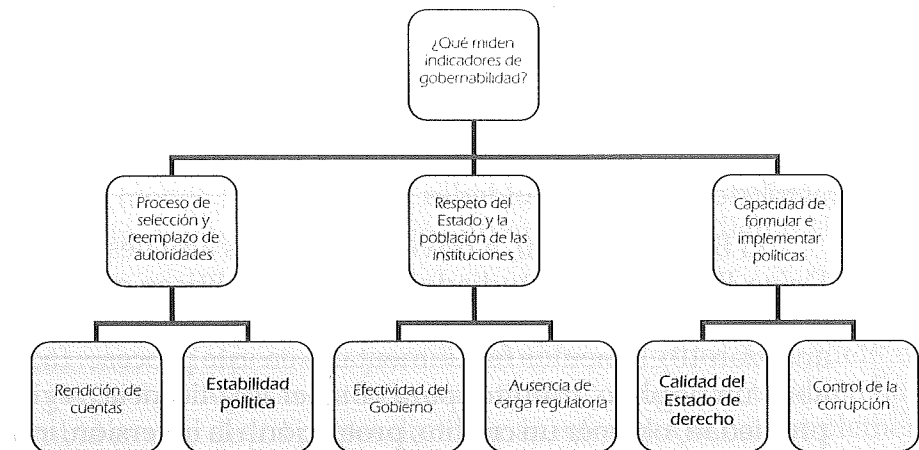 ¿Qué miden
indicadores de
gobernabilidad?
Proceso de
selección y
reemplazo de
autoridades
Respeto del
Estado y la
población de las
instituciones
Capacidad de
formular e
implementar
políticas
Rendición de
cuentas
Estabilidad
política
Efectividad del
Gobierno
Ausencia de
carga regulatoria
Calidad del
Estado de
derecho
Control de la
corrupción